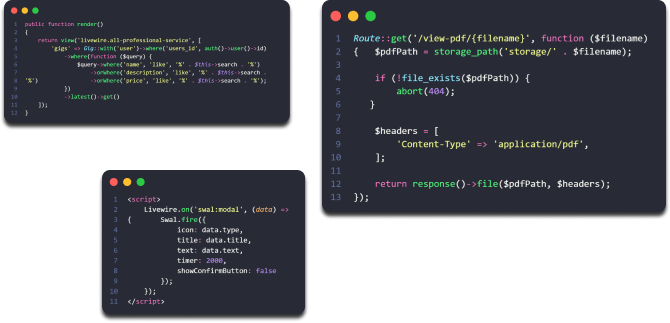 1 public function render()
2 {
3     return view('livewire.all-professional-service', [
4         'gigs' => Gig::with('user')->where('users_id', auth()->user()->id)
5             ->where(function ($query) {
6                 $query->where('name', 'like', '%' . $this->search . '%')
7                     ->orWhere('description', 'like', '%' . $this->search .
8 '%')                ->orWhere('price', 'like', '%' . $this->search . '%');
9             })
10             ->latest()->get()
11     ]);
12 }
1 Route::get('/view-pdf/{filename}', function ($filename)
2 {   $pdfPath = storage_path('storage/' . $filename);
3
4     if (!file_exists($pdfPath)) {
5         abort(404);
6     }
7
8     $headers = [
9         'Content-Type' => 'application/pdf',
10     ];
11
12     return response()->file($pdfPath, $headers);
13 });
1 <script>
2     Livewire.on('swal:modal', (data) =>
3 {       Swal.fire({
4             icon: data.type,
5             title: data.title,
6             text: data.text,
7             timer: 2000,
8             showConfirmButton: false
9         });
10     });
11 </script>